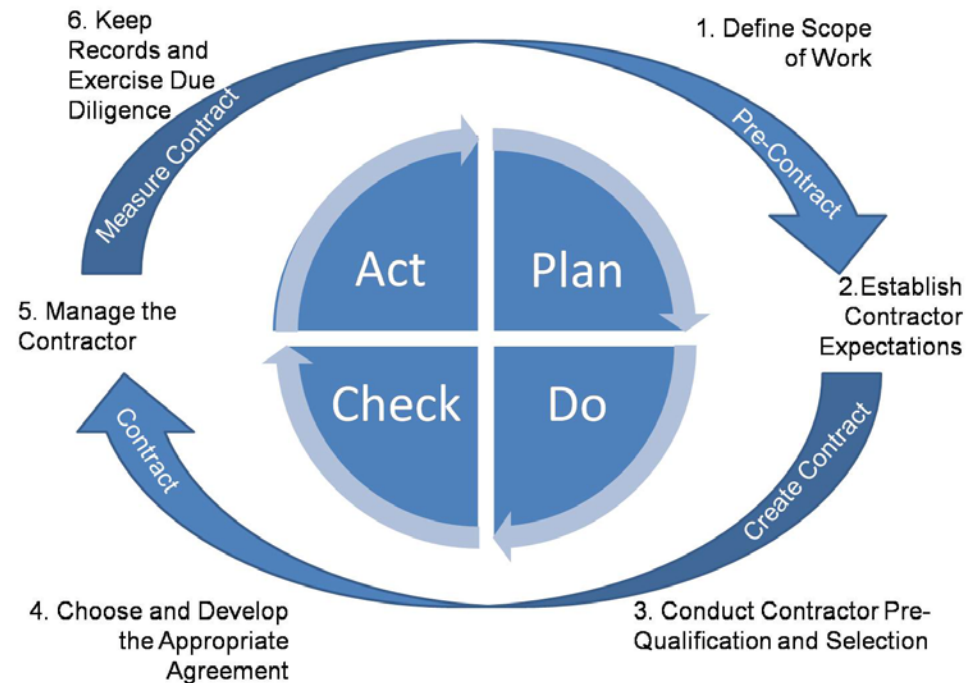 6. Keep
Records and
Exercise Due
Diligence
1. Define Scope
of Work
Measure Contract
Pre-Contract
Act
Plan
5. Manage the
Contractor
2.Establish
Contractor
Expectations
Check
Do
Contract
Create Contract
4. Choose and Develop
the Appropriate
Agreement
3. Conduct Contractor Pre-
Qualification and Selection